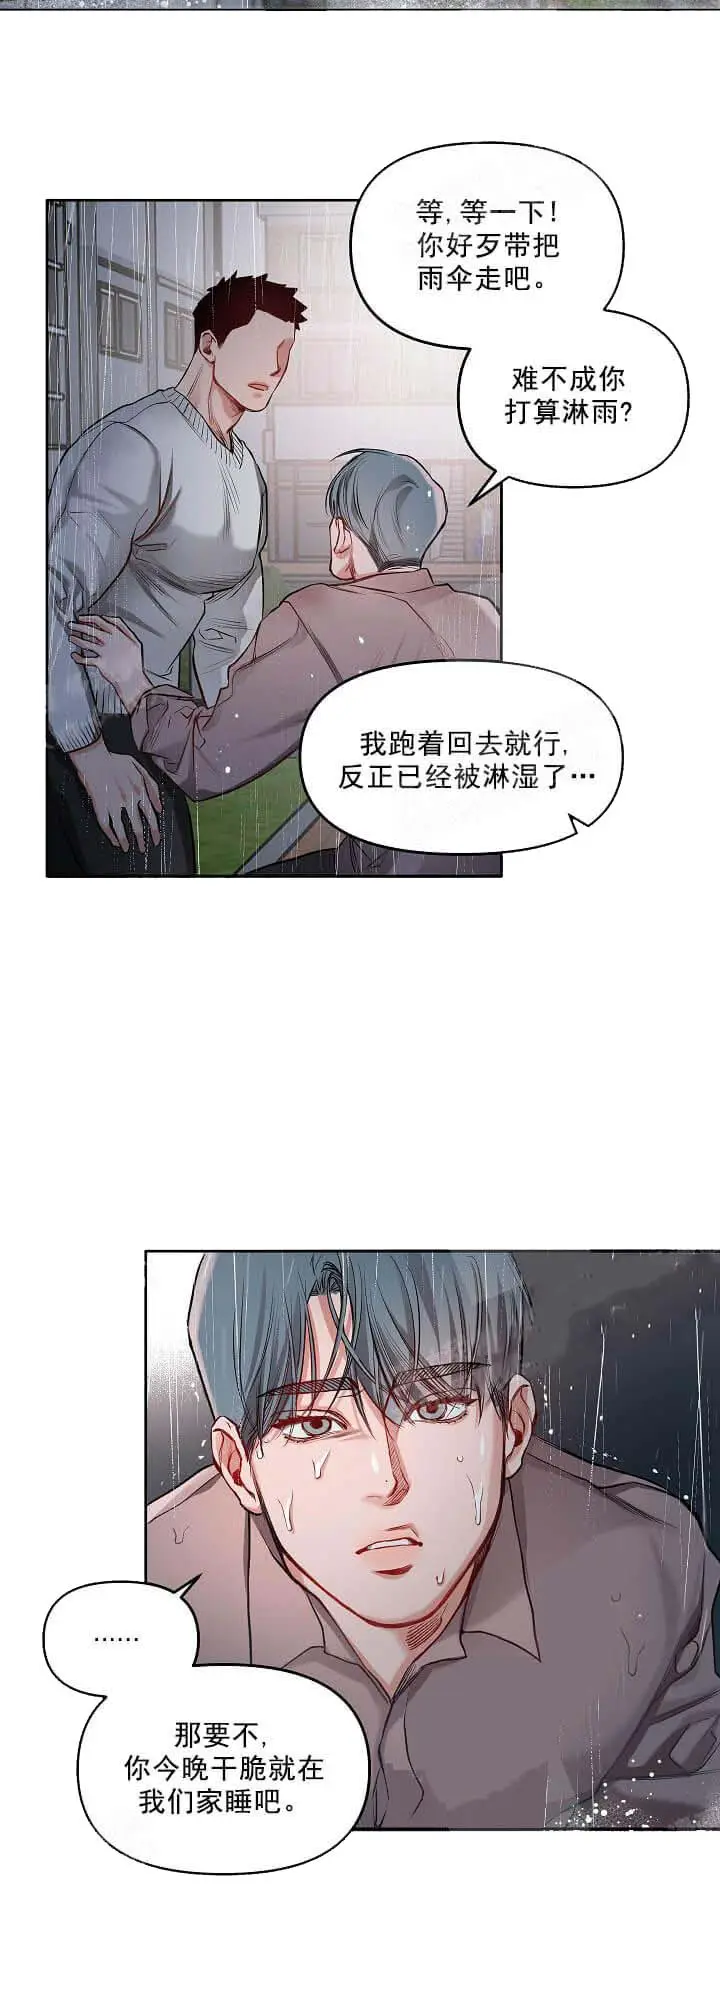 等,等一下!
你好歹带把
雨伞走吧。
难不成你
打算淋雨?
我跑着回去就行,
反正已经被淋湿了…
……
那要不,
你今晚干脆就在
我们家睡吧。